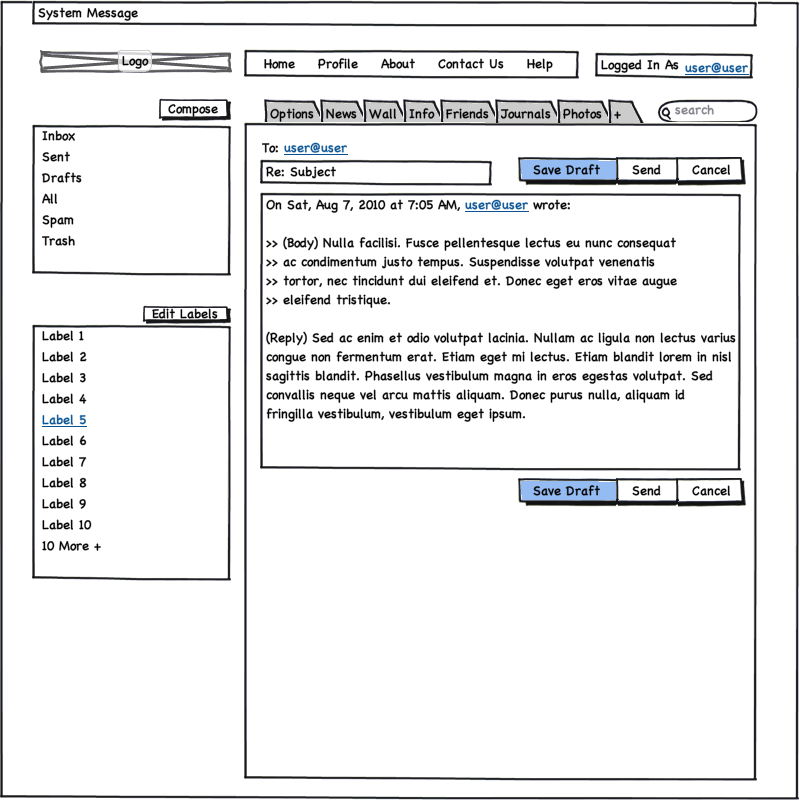 System Message
Logo
Home Profile About Contact Us Help
Logged In As user@user
Compose
Options News Wall Info Friends Journals Photos +
search
Inbox
Sent
Drafts
All
Spam
Trash
Edit Labels
Label 1
Label 2
Label 3
Label 4
Label 5
Label 6
Label 7
Label 8
Label 9
Label 10
10 More +
To: user@user
Re: Subject
Save Draft Send Cancel
On Sat, Aug 7, 2010 at 7:05 AM, user@user wrote:
>> (Body) Nulla facilisi. Fusce pellentesque lectus eu nunc consequat
>> ac condimentum justo tempus. Suspendisse volutpat venenatis
>> tortor, nec tincidunt dui eleifend et. Donec eget eros vitae augue
>> eleifend tristique.
(Reply) Sed ac enim et odio volutpat lacinia. Nullam ac ligula non lectus varius
congue non fermentum erat. Etiam eget mi lectus. Etiam blandit lorem in nisl
sagittis blandit. Phasellus vestibulum magna in eros egestas volutpat. Sed
convallis neque vel arcu mattis aliquam. Donec purus nulla, aliquam id
fringilla vestibulum, vestibulum eget ipsum.
Save Draft Send Cancel